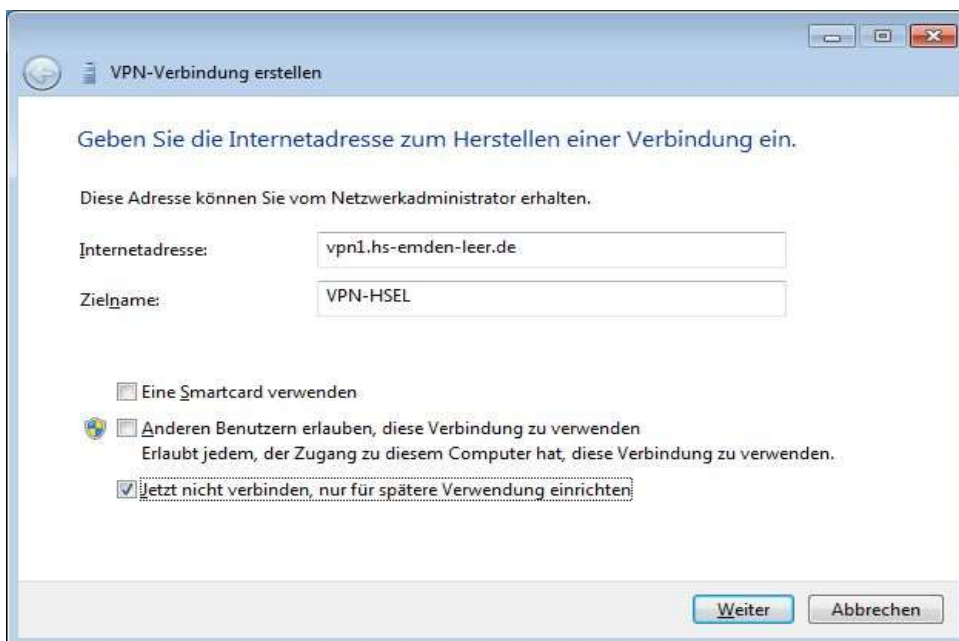 VPN-Verbindung erstellen
Geben Sie die Internetadresse zum Herstellen einer Verbindung ein.
Diese Adresse können Sie vom Netzwerkadministrator erhalten.
Internetadresse: vpn1.hs-emden-leer.de
Zielname: VPN-HSEL
Eine Smartcard verwenden
Anderen Benutzern erlauben, diese Verbindung zu verwenden
Erlaubt jedem, der Zugang zu diesem Computer hat, diese Verbindung zu verwenden.
Jetzt nicht verbinden, nur für spätere Verwendung einrichten
Weiter Abbrechen